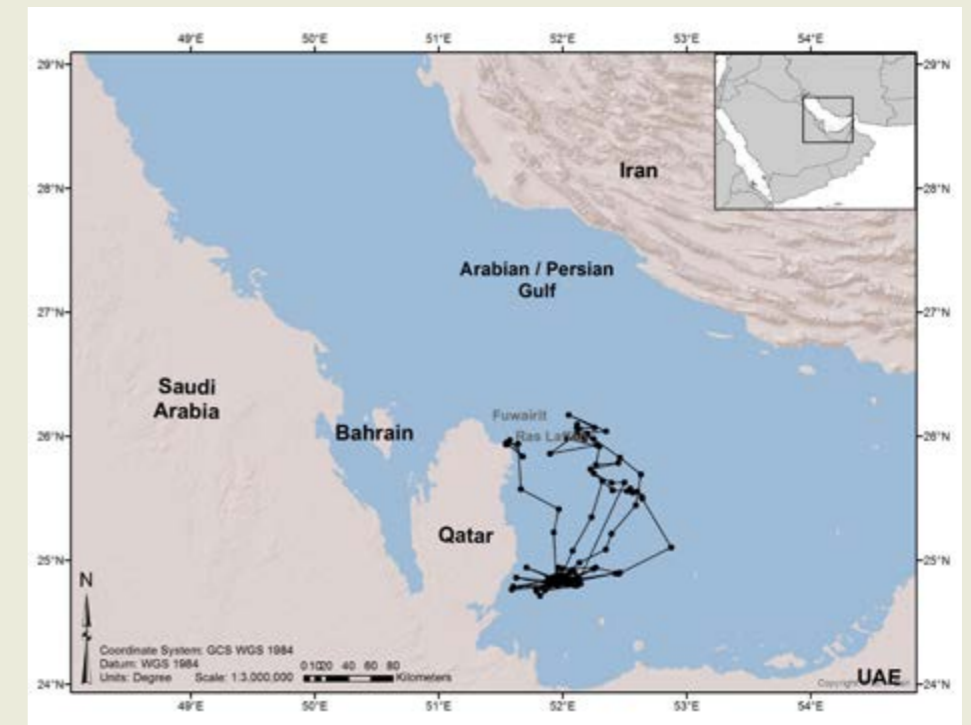 49°E 50°E 51°E 52°E 53°E 54°E
29°N 29°N
28°N 28°N
Iran
Arabian / Persian
Gulf
27°N 27°N
Saudi
Arabia
Fuwairit
Bahrain
Ras
26°N 26°N
Qatar
25°N 25°N
N
Coordinate System: GCS WGS 1984
Datum: WGS 1984
Units: Degree Scale: 1:3,000,000
0 10 20 40 60 80
Kilometers
UAE
24°N 24°N
49°E 50°E 51°E 52°E 53°E 54°E